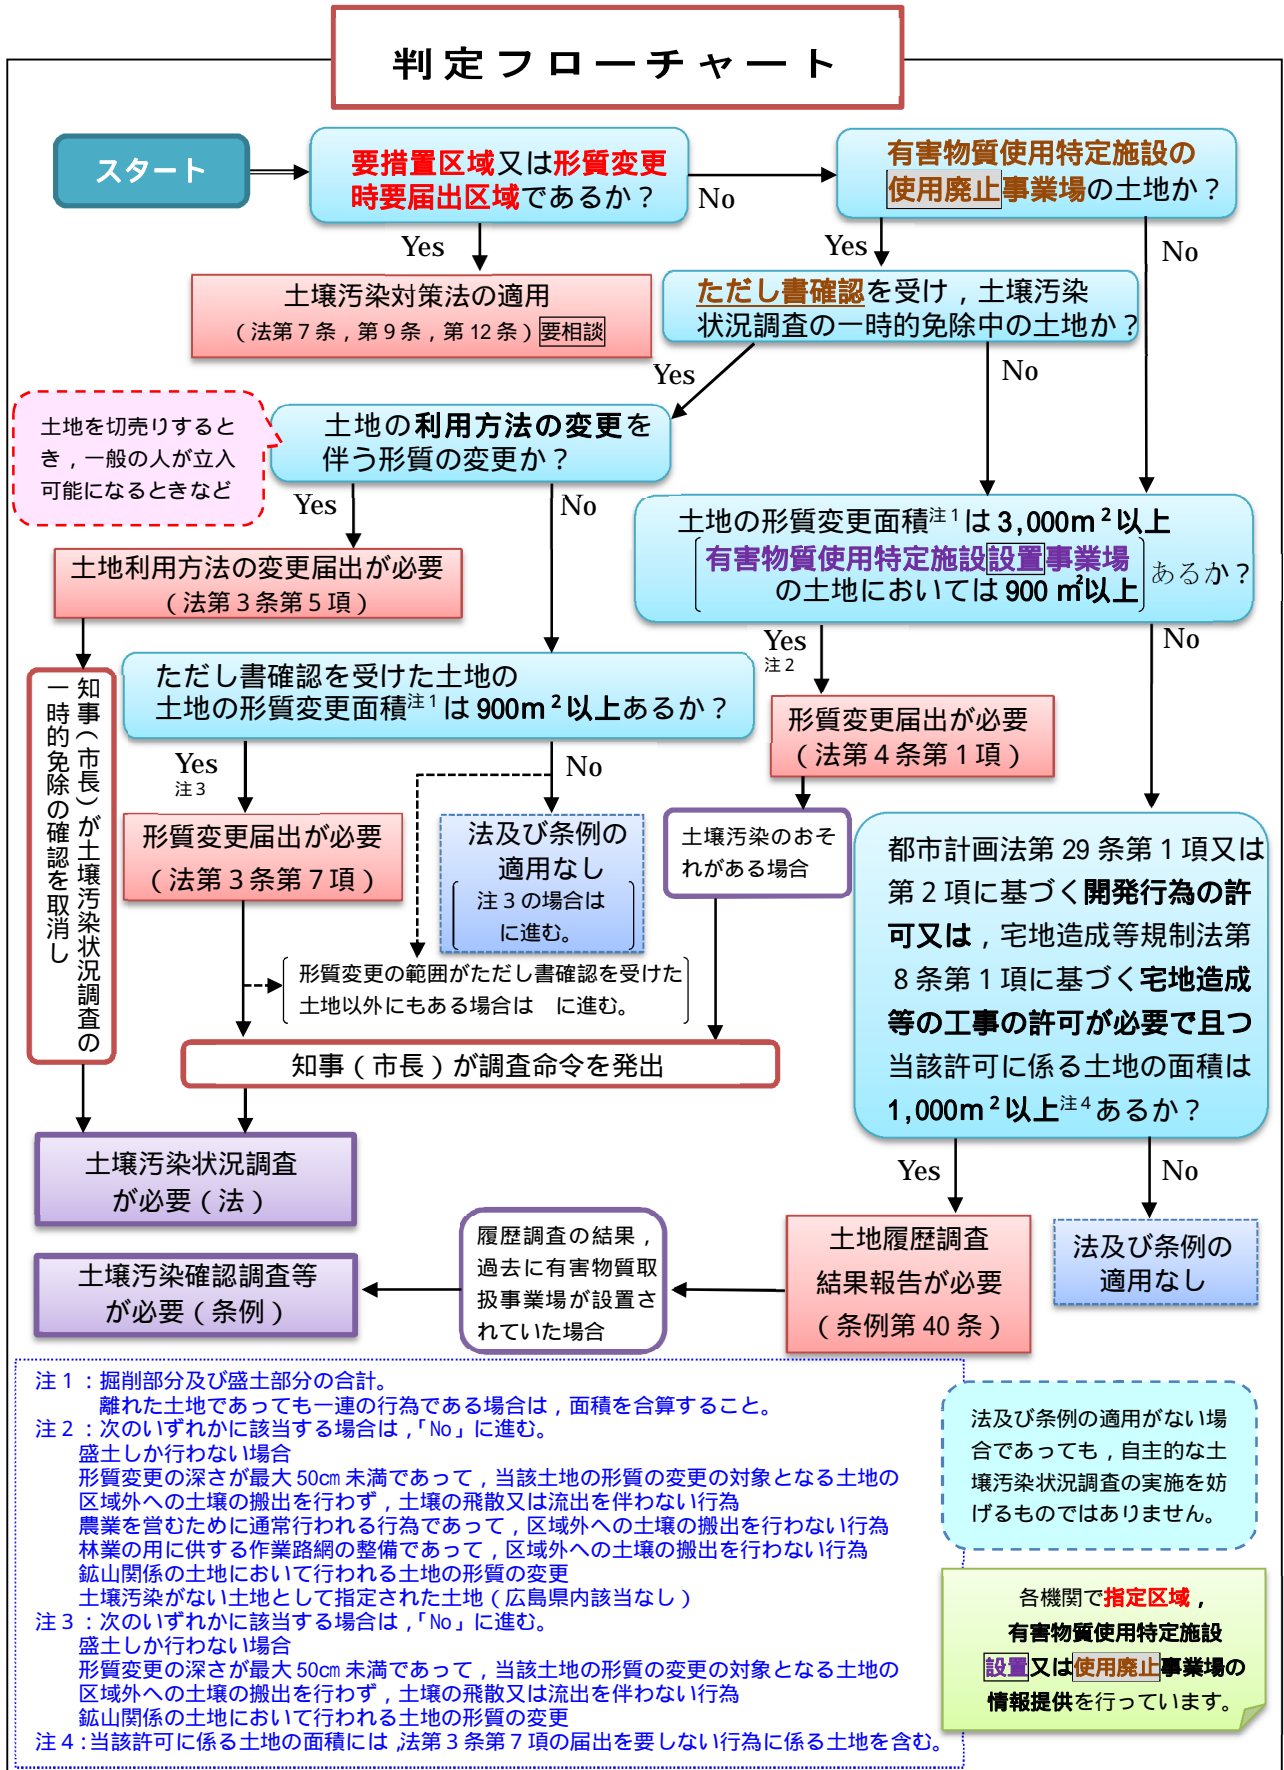 判定フローチャート
スタート
要措置区域又は形質変更
時要届出区域であるか？
No
有害物質使用特定施設の
使用廃止事業場の土地か？
Yes
Yes
No
土壌汚染対策法の適用
（法第７条，第９条，第12条）要相談
ただし書確認を受け，土壌汚染
状況調査の一時的免除中の土地か？
Yes
No
土地を切売りすると
き，一般の人が立入
可能になるときなど
土地の利用方法の変更を
伴う形質の変更か？
Yes
No
土地の形質変更面積注1は3,000m²以上
有害物質使用特定施設設置事業場
の土地においては900㎡以上
あるか？
土地利用方法の変更届出が必要
（法第３条第５項）
Yes
注2
No
知事（市長）が土壌汚染状況調査の
一時的免除の確認を取消し
ただし書確認を受けた土地の
土地の形質変更面積注1は900m²以上あるか？
形質変更届出が必要
（法第４条第１項）
Yes
注3
No
形質変更届出が必要
（法第３条第７項）
法及び条例の
適用なし
注３の場合は
に進む。
土壌汚染のおそ
れがある場合
都市計画法第29条第１項又は
第２項に基づく開発行為の許
可又は，宅地造成等規制法第
８条第１項に基づく宅地造成
等の工事の許可が必要で且つ
当該許可に係る土地の面積は
1,000m²以上注4あるか？
形質変更の範囲がただし書確認を受けた
土地以外にもある場合は　に進む。
知事（市長）が調査命令を発出
Yes
No
土壌汚染状況調査
が必要（法）
土地履歴調査
結果報告が必要
（条例第40条）
法及び条例の
適用なし
履歴調査の結果，
過去に有害物質取
扱事業場が設置さ
れていた場合
土壌汚染確認調査等
が必要（条例）
注１：掘削部分及び盛土部分の合計。
離れた土地であっても一連の行為である場合は，面積を合算すること。
注２：次のいずれかに該当する場合は，「No」に進む。
盛土しか行わない場合
形質変更の深さが最大50㎝未満であって，当該土地の形質の変更の対象となる土地の
区域外への土壌の搬出を行わず，土壌の飛散又は流出を伴わない行為
農業を営むために通常行われる行為であって，区域外への土壌の搬出を行わない行為
林業の用に供する作業路網の整備であって，区域外への土壌の搬出を行わない行為
鉱山関係の土地において行われる土地の形質の変更
土壌汚染がない土地として指定された土地（広島県内該当なし）
注３：次のいずれかに該当する場合は，「No」に進む。
盛土しか行わない場合
形質変更の深さが最大50㎝未満であって，当該土地の形質の変更の対象となる土地の
区域外への土壌の搬出を行わず，土壌の飛散又は流出を伴わない行為
鉱山関係の土地において行われる土地の形質の変更
注４：当該許可に係る土地の面積には，法第３条第７項の届出を要しない行為に係る土地を含む。
法及び条例の適用がない場
合であっても，自主的な土
壌汚染状況調査の実施を妨
げるものではありません。
各機関で指定区域，
有害物質使用特定施設
設置又は使用廃止事業場の
情報提供を行っています。